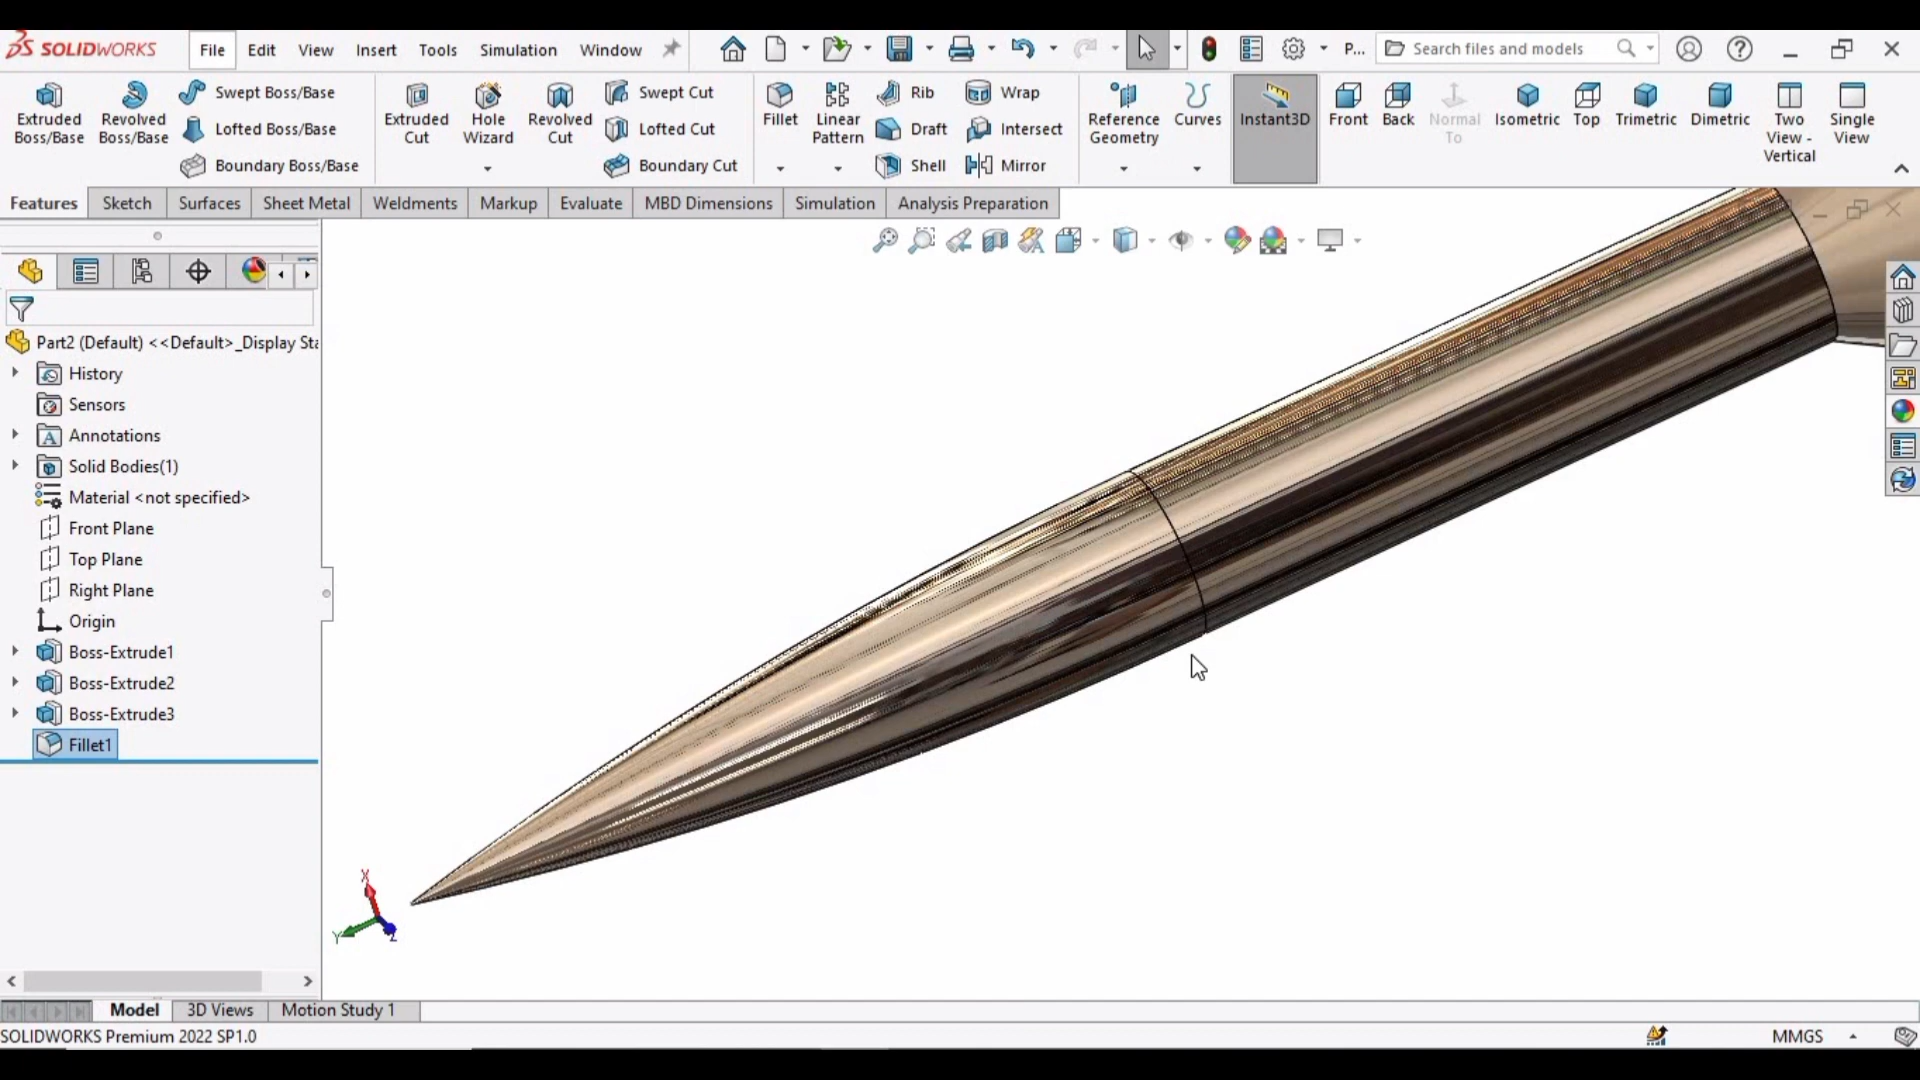 SOLIDWORKS File Edit View Insert Tools Simulation Window P... Search files and models
Extruded Boss/Base
Revolved Boss/Base
Swept Boss/Base
Lofted Boss/Base
Boundary Boss/Base
Extruded Cut
Hole Wizard
Revolved Cut
Swept Cut
Lofted Cut
Boundary Cut
Fillet
Linear Pattern
Rib
Draft
Shell
Wrap
Intersect
Mirror
Reference Geometry
Curves
Instant3D
Front
Back
Normal To
Isometric
Top
Trimetric
Dimetric
Two View - Vertical
Single View
Features Sketch Surfaces Sheet Metal Weldments Markup Evaluate MBD Dimensions Simulation Analysis Preparation
Part2 (Default) <<Default>_Display Sta
History
Sensors
Annotations
Solid Bodies(1)
Material <not specified>
Front Plane
Top Plane
Right Plane
Origin
Boss-Extrude1
Boss-Extrude2
Boss-Extrude3
Fillet1
X
Y
Z
Model 3D Views Motion Study 1
SOLIDWORKS Premium 2022 SP1.0 MMGS